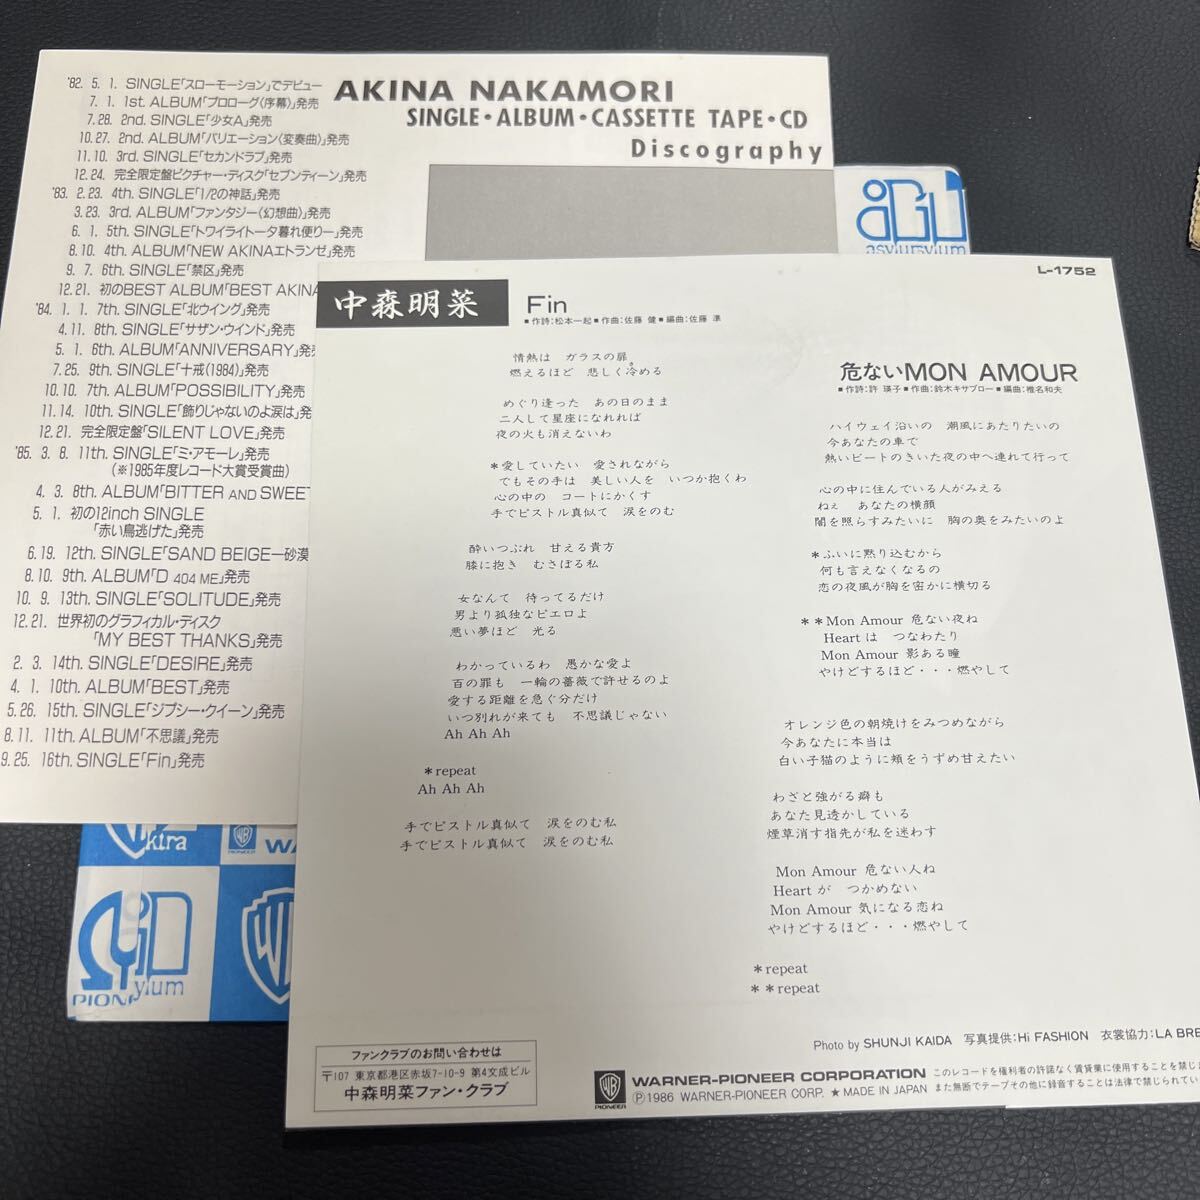 '82. 5. 1. SINGLE「スローモーション」でデビュー
7. 1. 1st. ALBUM「プロローグ〈序幕〉」発売
7. 28. 2nd. SINGLE「少女A」発売
10. 27. 2nd. ALBUM「バリエーション〈変奏曲〉」発売
11. 10. 3rd. SINGLE「セカンドラブ」発売
12. 24. 完全限定盤ピクチャー・ディスク「セブンティーン」発売
'83. 2. 23. 4th. SINGLE「1/2の神話」発売
3. 23. 3rd. ALBUM「ファンタジー〈幻想曲〉」発売
6. 1. 5th. SINGLE「トワイライトータ暮れ便りー」発売
8. 10. 4th. ALBUM「NEW AKINAエトランゼ」発売
9. 7. 6th. SINGLE「禁区」発売
12. 21. 初のBEST ALBUM「BEST AKINA
'84. 1. 1. 7th. SINGLE「北ウイング」発売
4. 11. 8th. SINGLE「サザン・ウインド」発売
5. 1. 6th. ALBUM「ANNIVERSARY」発
7. 25. 9th. SINGLE「十戒(1984)」発売
10. 10. 7th. ALBUM「POSSIBILITY」発売
11. 14. 10th. SINGLE「飾りじゃないのよ涙は」発
12. 21. 完全限定盤「SILENT LOVE」発売
'85. 3. 8. 11th. SINGLE「ミ・アモーレ」発売
(※1985年度レコード大賞受賞曲)
4. 3. 8th. ALBUM「BITTER AND SWEET
5. 1. 初の12inch SINGLE
「赤い鳥逃げた」発売
6. 19. 12th. SINGLE「SAND BEIGE—砂漠
8. 10. 9th. ALBUM「D 404 ME」発売
10. 9. 13th. SINGLE「SOLITUDE」発売
12. 21. 世界初のグラフィカル・ディスク
「MY BEST THANKS」発売
2. 3. 14th. SINGLE「DESIRE」発売
4. 1. 10th. ALBUM「BEST」発売
5. 26. 15th. SINGLE「ジプシー・クイーン」発売
8. 11. 11th. ALBUM「不思議」発売
9. 25. 16th. SINGLE「Fin」発売
AKINA NAKAMORI
SINGLE・ALBUM・CASSETTE TAPE・CD
Discography
asylum
asylum
L-1752
中森明菜
Fin
■作詩:松本一起■作曲:佐藤 健■編曲:佐藤 準
情熱は ガラスの扉
燃えるほど 悲しく冷める
めぐり逢った あの日のまま
二人して星座になれれば
夜の火も消えないわ
*愛していたい 愛されながら
でもその手は 美しい人を いつか抱くわ
心の中の コートにかくす
手でピストル真似て 涙をのむ
酔いつぶれ 甘える貴方
膝に抱き むさぼる私
女なんて 待ってるだけ
男より孤独なピエロよ
悪い夢ほど 光る
わかっているわ 愚かな愛よ
百の罪も 一輪の薔薇で許せるのよ
愛する距離を急ぐ分だけ
いつ別れが来ても 不思議じゃない
Ah Ah Ah
*repeat
Ah Ah Ah
手でピストル真似て 涙をのむ私
手でピストル真似て 涙をのむ私
危ないMON AMOUR
■作詩:許 瑛子■作曲:鈴木キサブロー■編曲:椎名和夫
ハイウェイ沿いの 潮風にあたりたいの
今あなたの車で
熱いビートのきいた夜の中へ連れて行って
心の中に住んでいる人がみえる
ねぇ あなたの横顔
闇を照らすみたいに 胸の奥をみたいのよ
*ふいに黙り込むから
何も言えなくなるの
恋の夜風が胸を密かに横切る
**Mon Amour 危ない夜ね
Heart は つなわたり
Mon Amour 影ある瞳
やけどするほど・・・燃やして
オレンジ色の朝焼けをみつめながら
今あなたに本当は
白い子猫のように頬をうずめ甘えたい
わざと強がる癖も
あなた見透かしている
煙草消す指先が私を迷わす
Mon Amour 危ない人ね
Heart が つかめない
Mon Amour 気になる恋ね
やけどするほど・・・燃やして
*repeat
**repeat
Photo by SHUNJI KAIDA 写真提供:Hi FASHION 衣裳協力:LA BRE
ファンクラブのお問い合わせは
〒107 東京都港区赤坂7-10-9 第4文成ビル
中森明菜ファン・クラブ
PIONEER
WARNER-PIONEER CORPORATION
Ⓟ1986 WARNER-PIONEER CORP. ★ MADE IN JAPAN
このレコードを権利者の許諾なく賃貸業に使用することを禁じま
また無断でテープその他に録音することは法律で禁じられてい
ektra
PIONEER
WA
ylum
PIONE